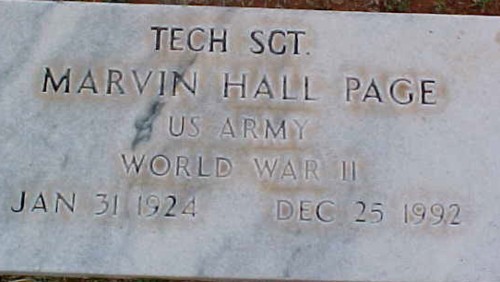 TECH SGT.
MARVIN HALL PAGE
US ARMY
WORLD WAR II
JAN 31 1924 DEC 25 1992